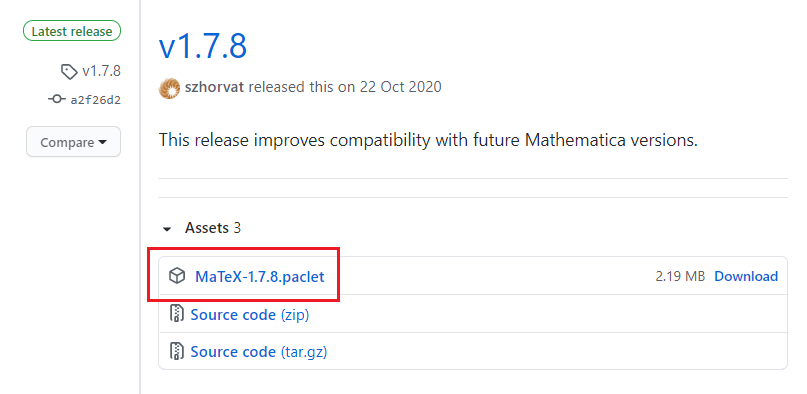 Latest release
v1.7.8
a2f26d2
Compare
v1.7.8
szhorvat released this on 22 Oct 2020
This release improves compatibility with future Mathematica versions.
Assets 3
MaTeX-1.7.8.paclet 2.19 MB Download
Source code (zip)
Source code (tar.gz)